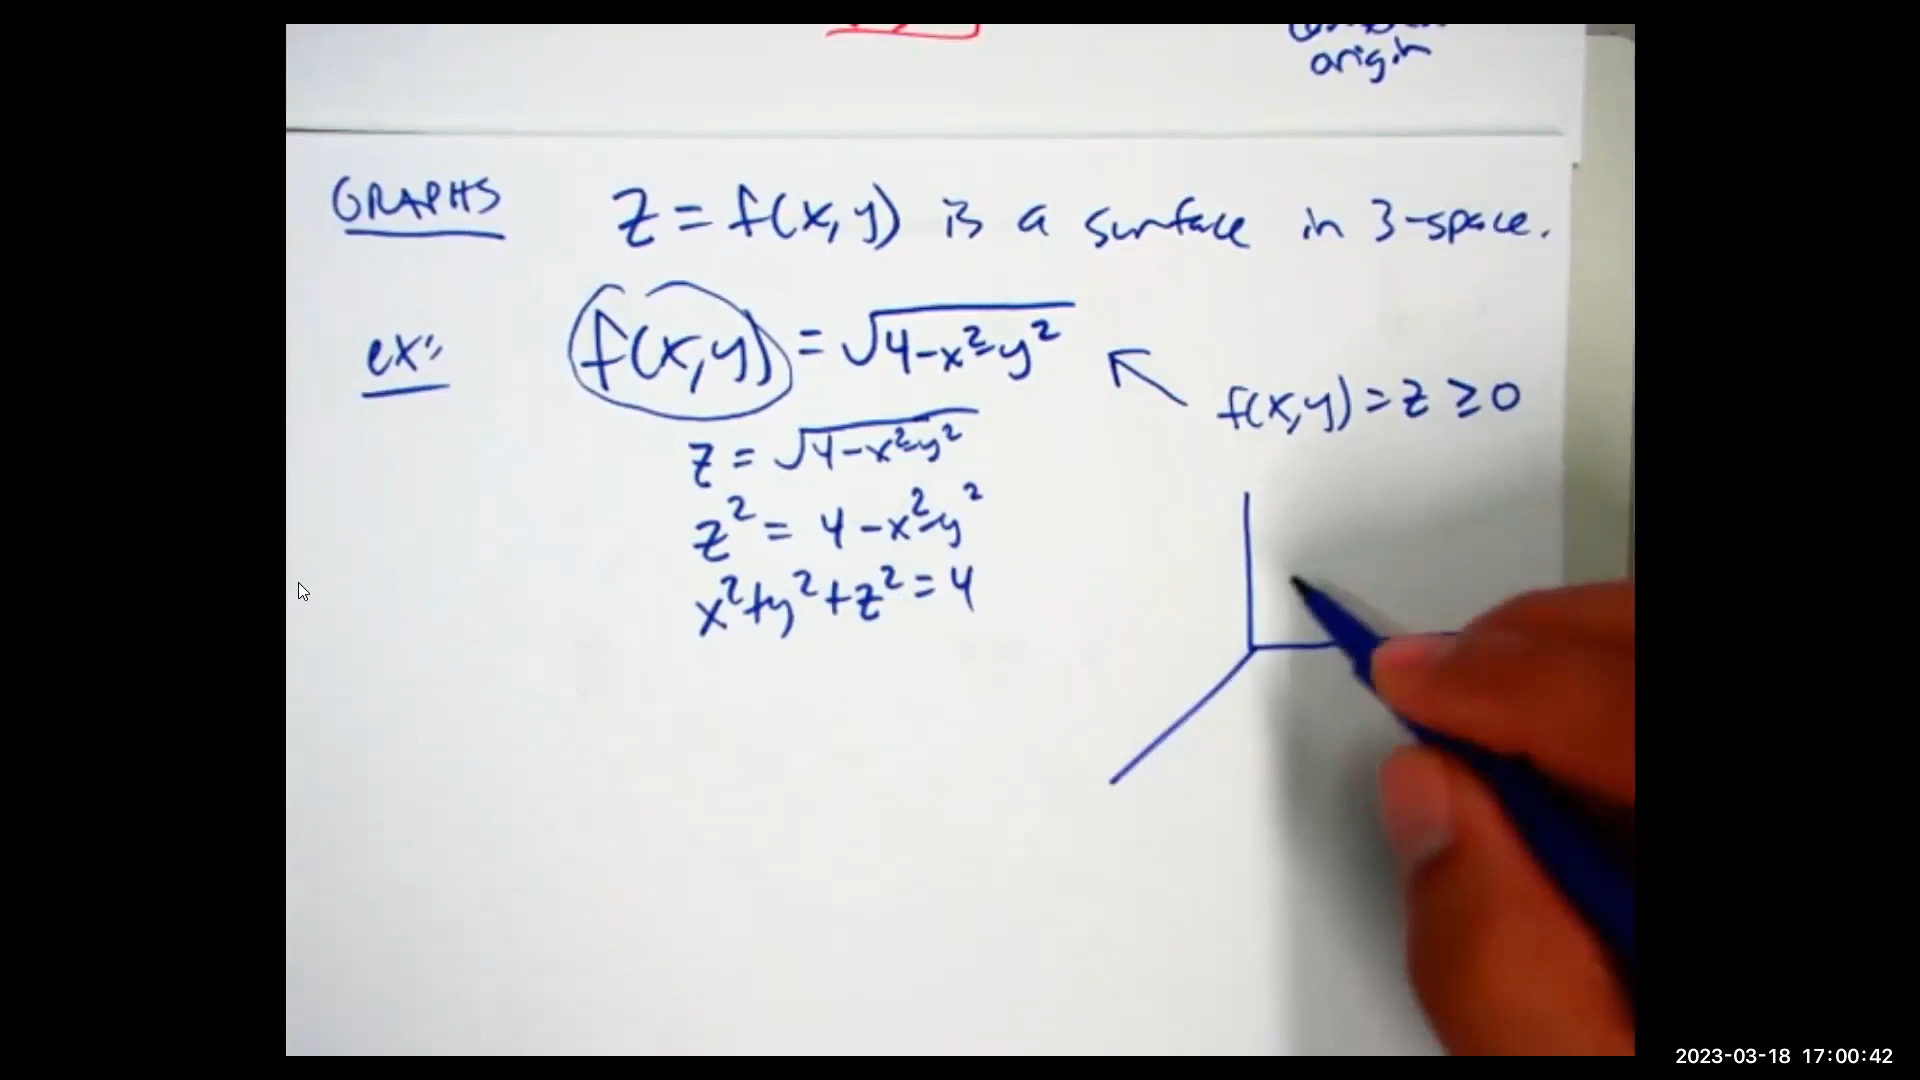 origin
GRAPHS z = f(x,y) is a surface in 3-space.
ex: f(x,y) = √4-x²-y²
f(x,y) = z ≥ 0
z = √4-x²-y²
z² = 4-x²-y²
x²+y²+z² = 4
2023-03-18 17:00:42